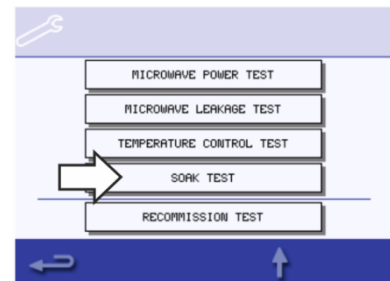 MICROWAVE POWER TEST
MICROWAVE LEAKAGE TEST
TEMPERATURE CONTROL TEST
SOAK TEST
RECOMMISSION TEST